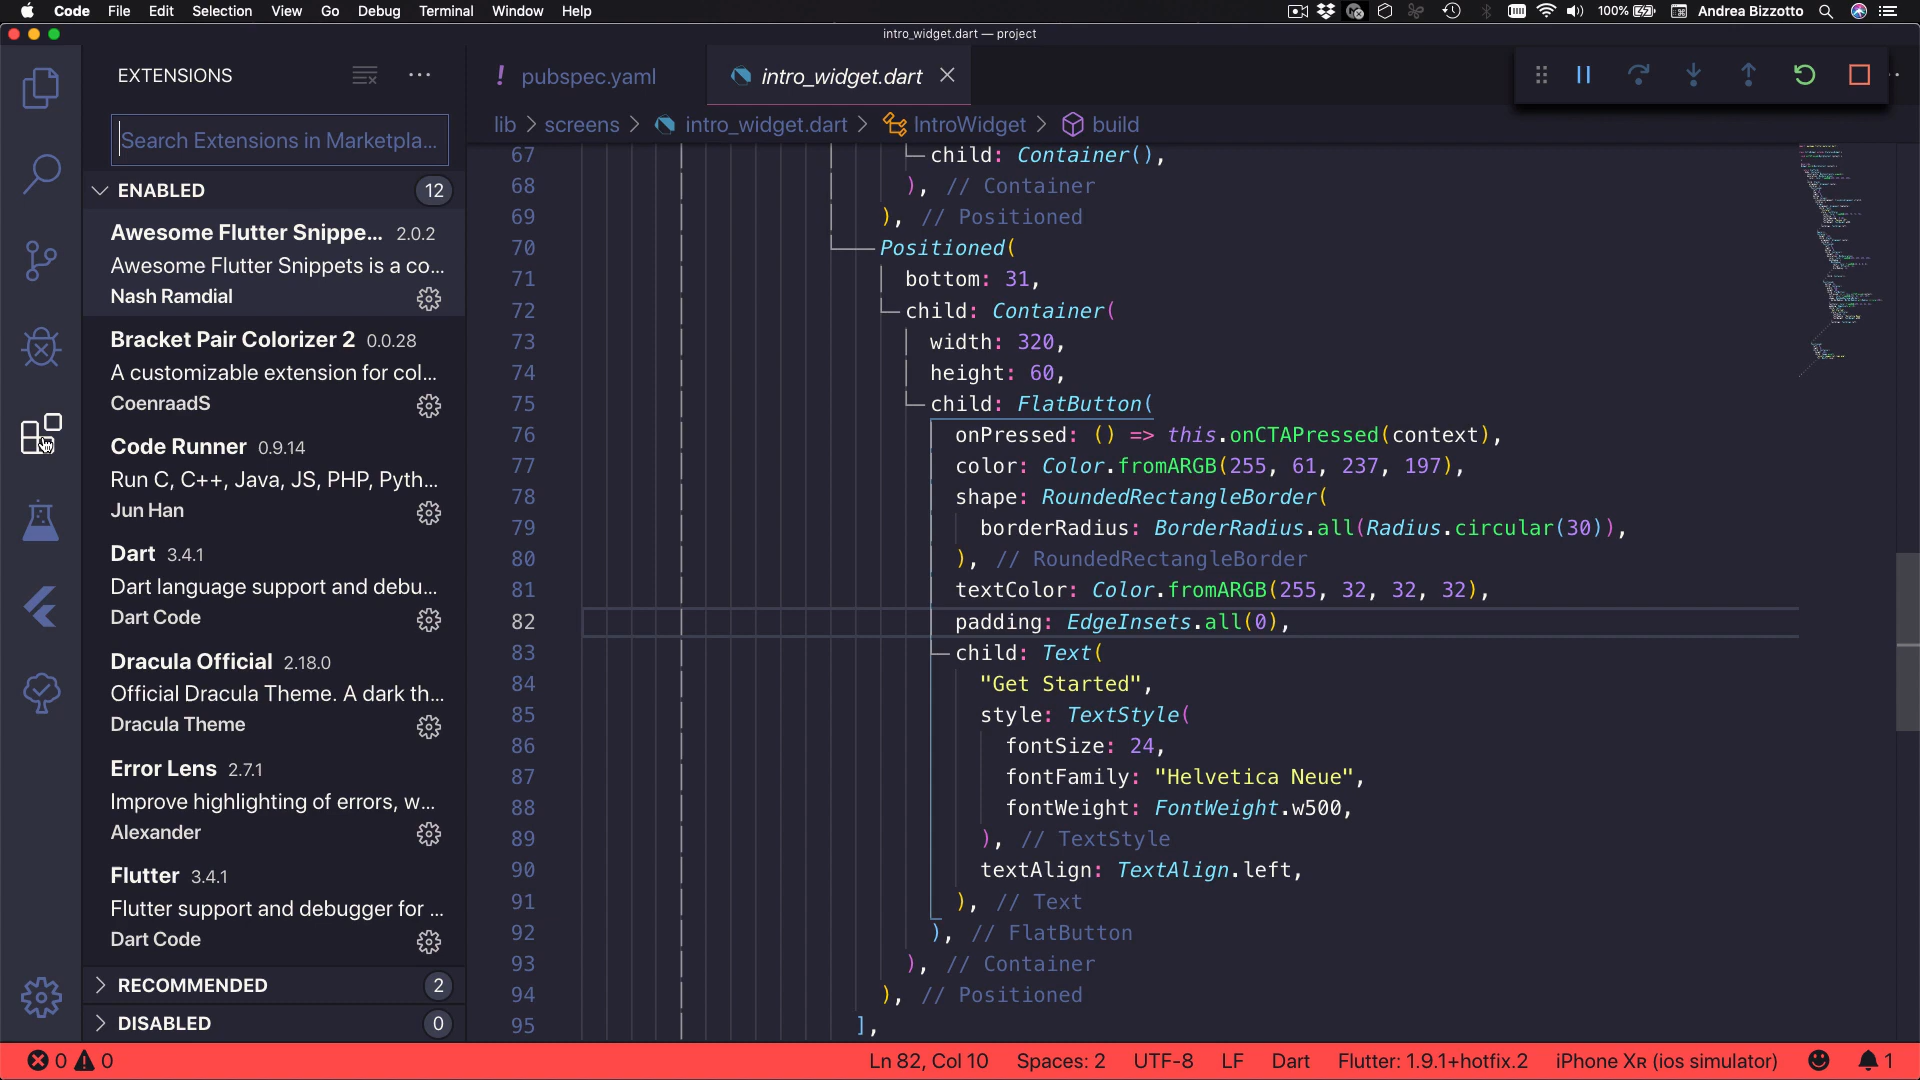 Code File Edit Selection View Go Debug Terminal Window Help 100% Andrea Bizzotto
intro_widget.dart — project
EXTENSIONS
Search Extensions in Marketpla...
ENABLED 12
Awesome Flutter Snippe... 2.0.2
Awesome Flutter Snippets is a co...
Nash Ramdial
Bracket Pair Colorizer 2 0.0.28
A customizable extension for col...
CoenraadS
Code Runner 0.9.14
Run C, C++, Java, JS, PHP, Pyth...
Jun Han
Dart 3.4.1
Dart language support and debu...
Dart Code
Dracula Official 2.18.0
Official Dracula Theme. A dark th...
Dracula Theme
Error Lens 2.7.1
Improve highlighting of errors, w...
Alexander
Flutter 3.4.1
Flutter support and debugger for ...
Dart Code
RECOMMENDED 2
DISABLED 0
! pubspec.yaml intro_widget.dart
lib > screens > intro_widget.dart > IntroWidget > build
67 child: Container(),
68 ), // Container
69 ), // Positioned
70 Positioned(
71 bottom: 31,
72 child: Container(
73 width: 320,
74 height: 60,
75 child: FlatButton(
76 onPressed: () => this.onCTAPressed(context),
77 color: Color.fromARGB(255, 61, 237, 197),
78 shape: RoundedRectangleBorder(
79 borderRadius: BorderRadius.all(Radius.circular(30)),
80 ), // RoundedRectangleBorder
81 textColor: Color.fromARGB(255, 32, 32, 32),
82 padding: EdgeInsets.all(0),
83 child: Text(
84 "Get Started",
85 style: TextStyle(
86 fontSize: 24,
87 fontFamily: "Helvetica Neue",
88 fontWeight: FontWeight.w500,
89 ), // TextStyle
90 textAlign: TextAlign.left,
91 ), // Text
92 ), // FlatButton
93 ), // Container
94 ), // Positioned
95 ],
0 0 Ln 82, Col 10 Spaces: 2 UTF-8 LF Dart Flutter: 1.9.1+hotfix.2 iPhone Xʀ (ios simulator) 1